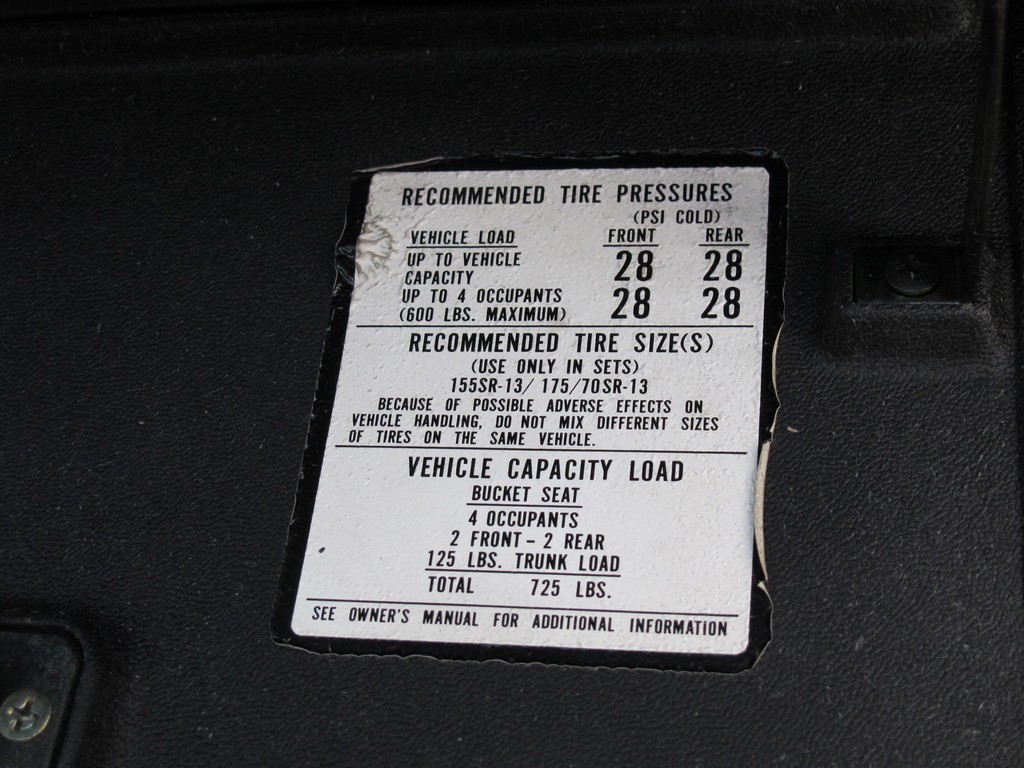 RECOMMENDED TIRE PRESSURES
(PSI COLD)
VEHICLE LOAD FRONT REAR
UP TO VEHICLE CAPACITY 28 28
UP TO 4 OCCUPANTS (600 LBS. MAXIMUM) 28 28
RECOMMENDED TIRE SIZE(S)
(USE ONLY IN SETS)
155SR-13/ 175/70SR-13
BECAUSE OF POSSIBLE ADVERSE EFFECTS ON
VEHICLE HANDLING, DO NOT MIX DIFFERENT SIZES
OF TIRES ON THE SAME VEHICLE.
VEHICLE CAPACITY LOAD
BUCKET SEAT
4 OCCUPANTS
2 FRONT - 2 REAR
125 LBS. TRUNK LOAD
TOTAL 725 LBS.
SEE OWNER'S MANUAL FOR ADDITIONAL INFORMATION